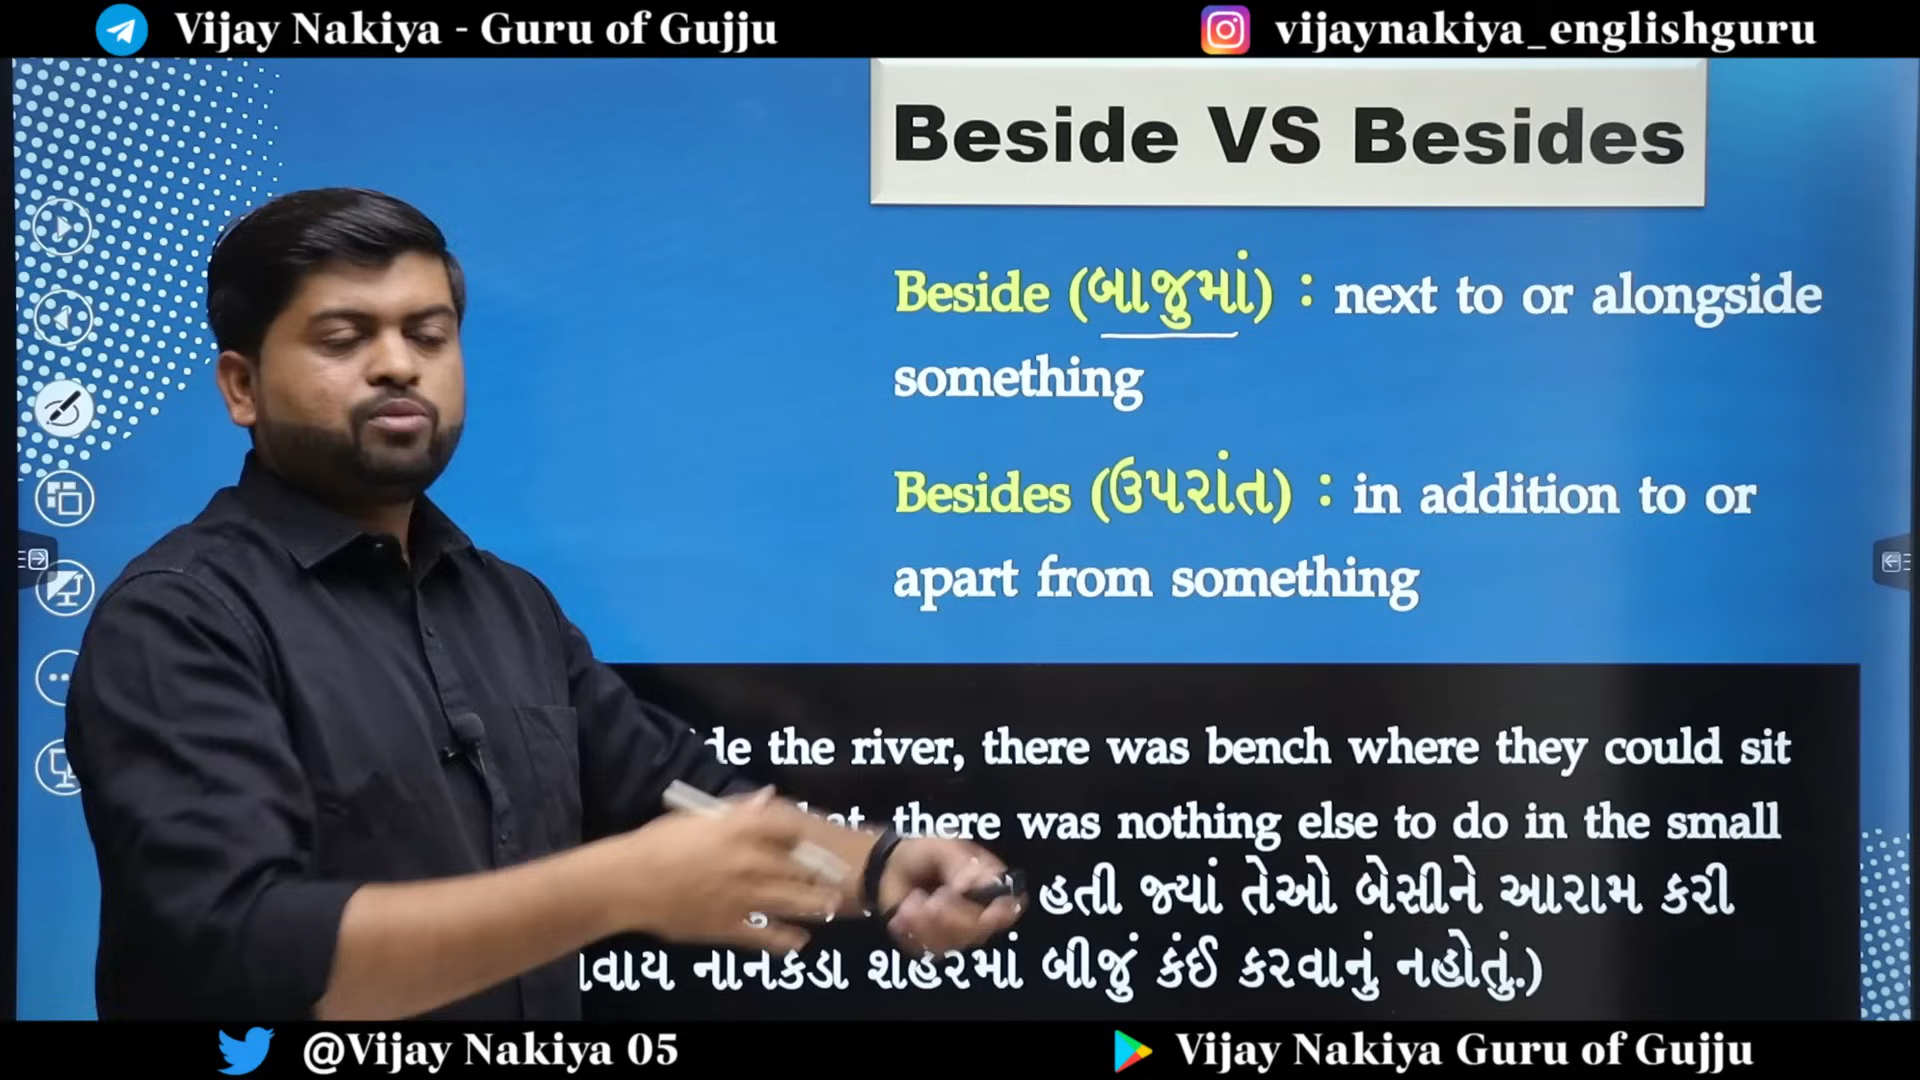 Vijay Nakiya - Guru of Gujju
vijaynakiya_englishguru
Beside VS Besides
Beside (બાજુમાં) : next to or alongside
something
Besides (ઉપરાંત) : in addition to or
apart from something
the river, there was bench where they could sit
there was nothing else to do in the small
હતી જ્યાં તેઓ બેસીને આરામ કરી
નાનકડા શહેરમાં બીજું કંઈ કરવાનું નહોતું.)
@Vijay Nakiya 05
Vijay Nakiya Guru of Gujju